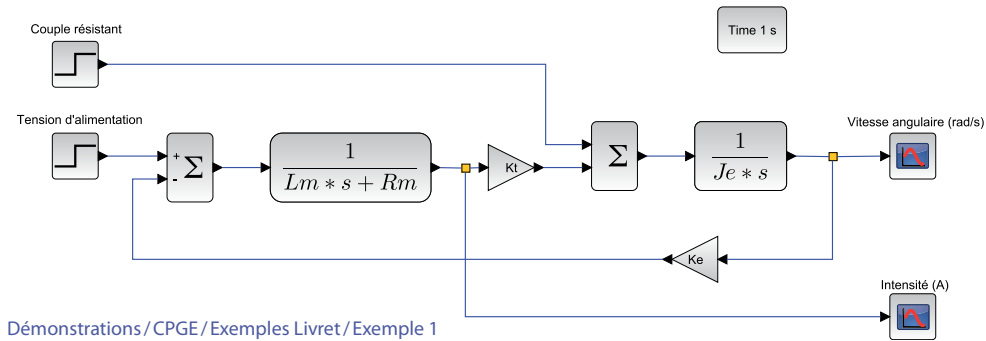 Couple résistant
Time 1 s
Tension d'alimentation
Vitesse angulaire (rad/s)
+
-
Σ
1
Lm * s + Rm
Kt
Σ
1
Je * s
Ke
Intensité (A)
Démonstrations / CPGE / Exemples Livret / Exemple 1